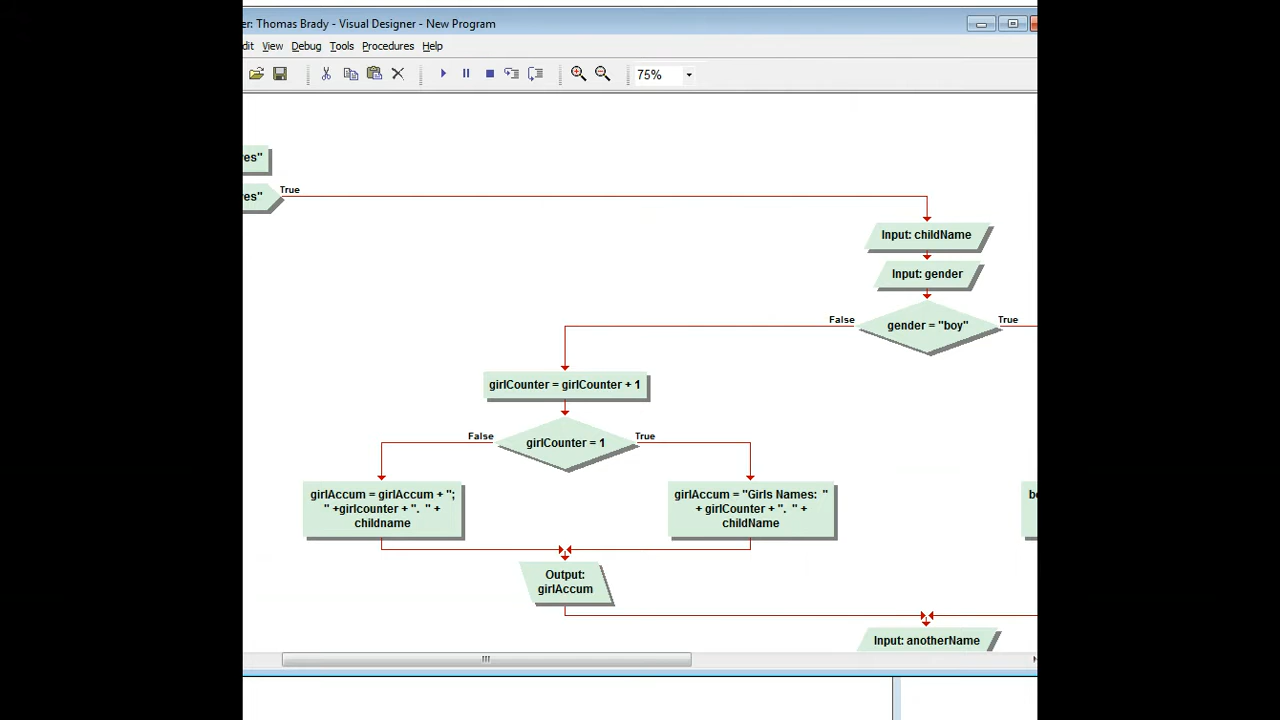 er: Thomas Brady - Visual Designer - New Program
dit View Debug Tools Procedures Help
75%
es"
es" True
Input: childName
Input: gender
False gender = "boy" True
girlCounter = girlCounter + 1
False girlCounter = 1 True
girlAccum = girlAccum + ";
" +girlcounter + ". " +
childname
girlAccum = "Girls Names: "
+ girlCounter + ". " +
childName
bo
Output:
girlAccum
Input: anotherName